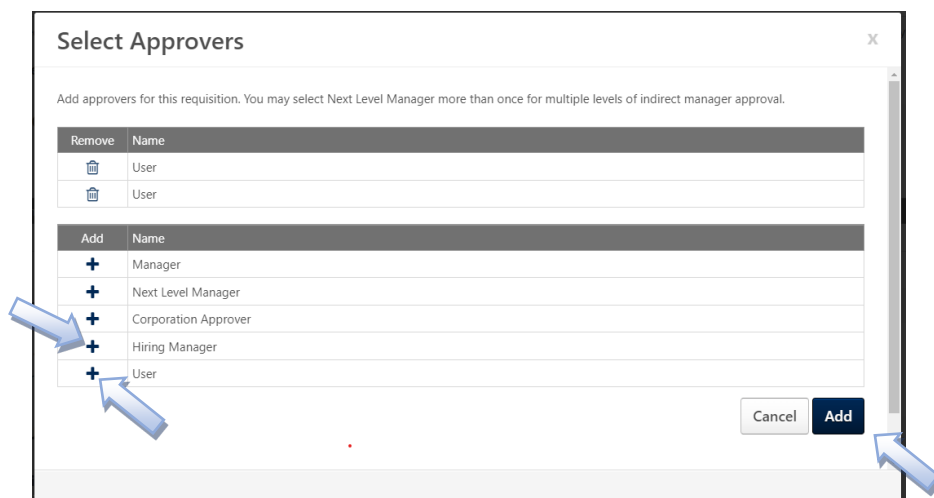 Select Approvers
x
Add approvers for this requisition. You may select Next Level Manager more than once for multiple levels of indirect manager approval.
Remove Name
User
User
Add Name
Manager
Next Level Manager
Corporation Approver
Hiring Manager
User
Cancel Add